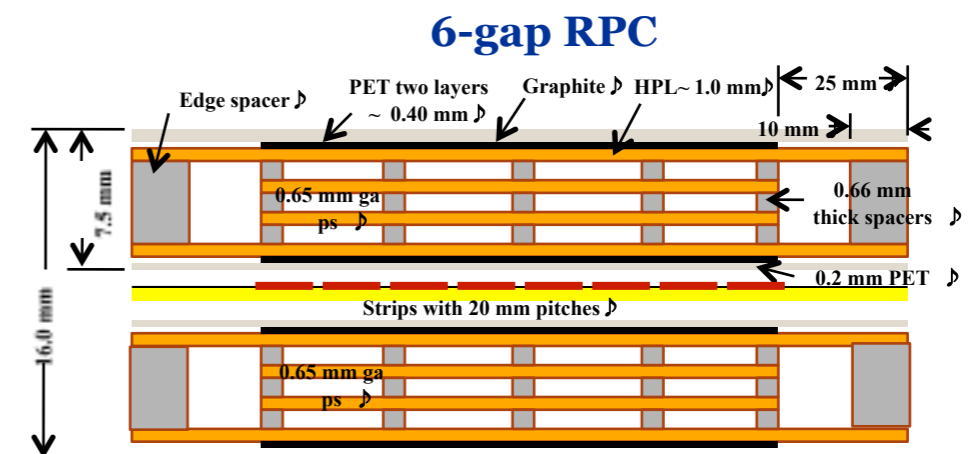 6-gap RPC
Edge spacer♪
PET two layers
~ 0.40 mm♪
Graphite♪
HPL~ 1.0 mm♪
25 mm
10 mm
0.65 mm ga
ps ♪
0.66 mm
thick spacers ♪
7.5 mm
16.0 mm
0.2 mm PET ♪
Strips with 20 mm pitches♪
0.65 mm ga
ps ♪